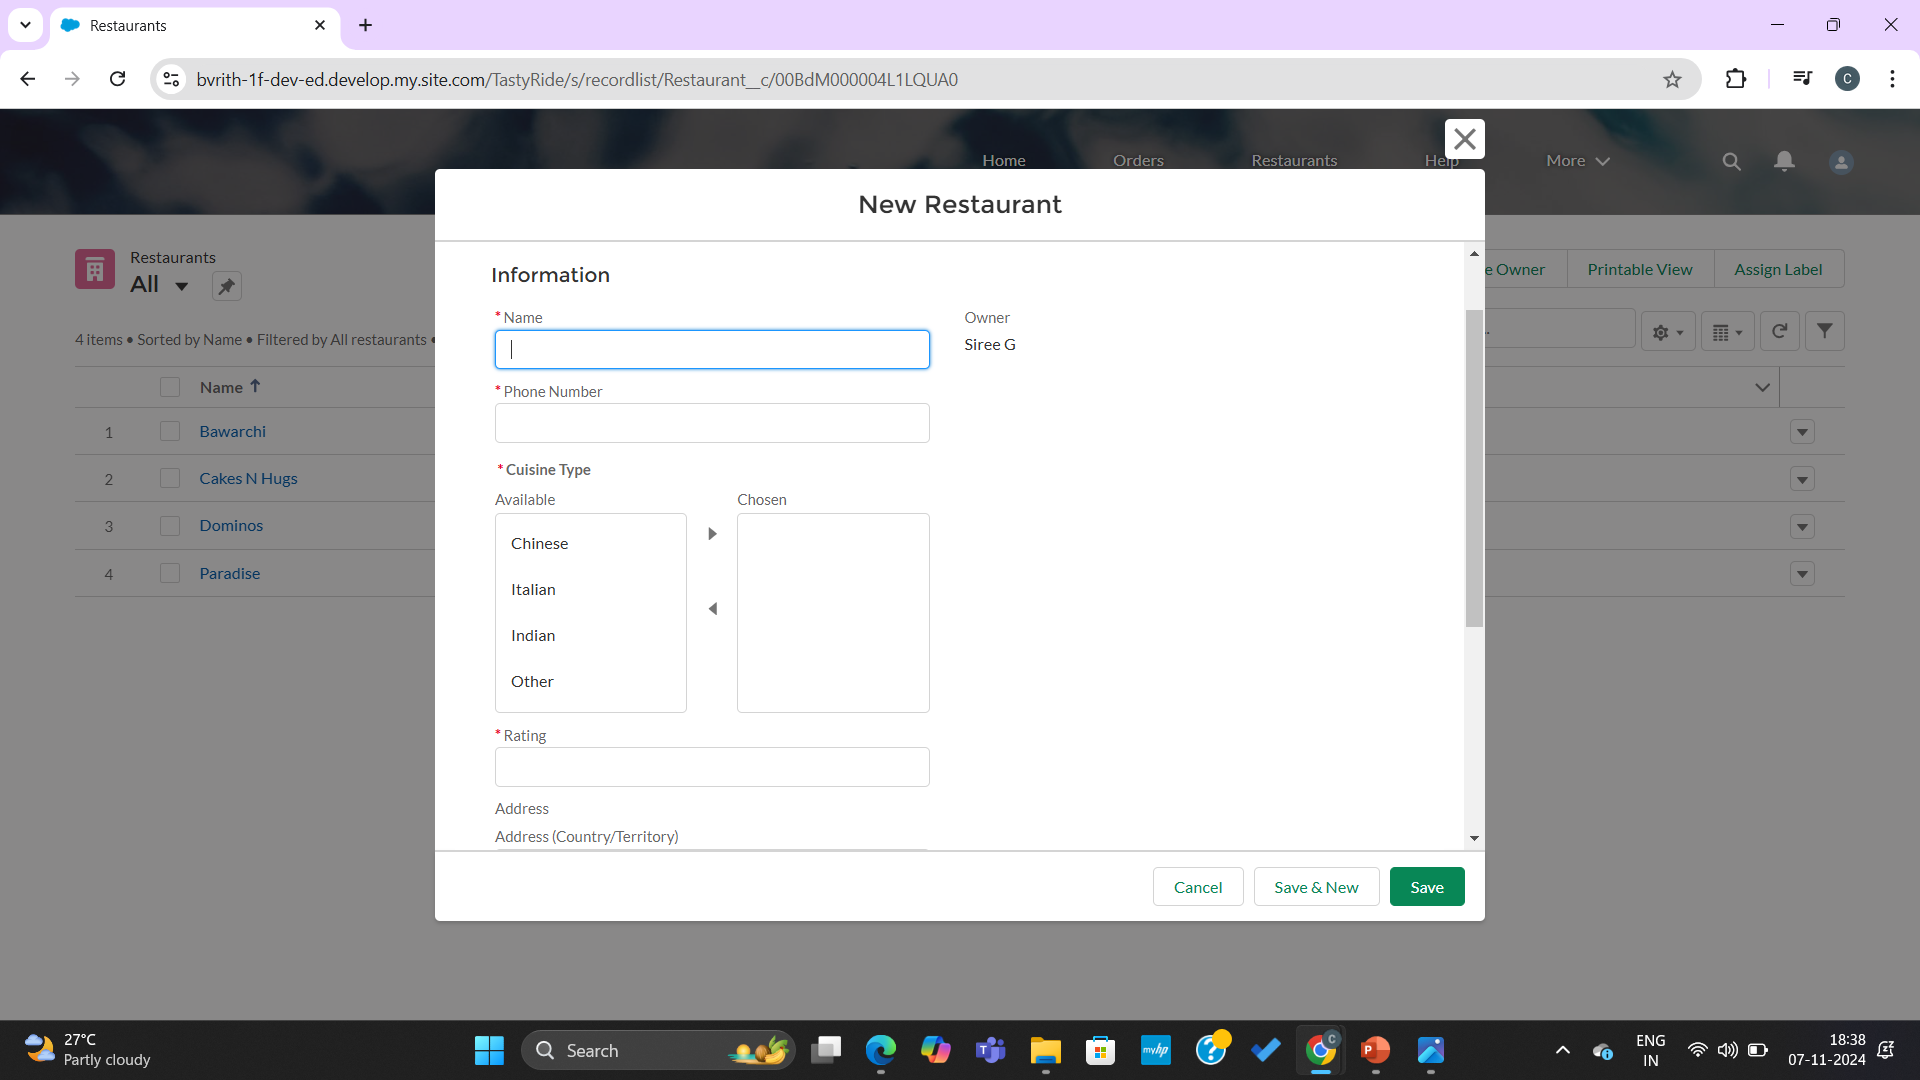 Restaurants
bvrith-1f-dev-ed.develop.my.site.com/TastyRide/s/recordlist/Restaurant__c/00BdM000004L1LQUA0
C
Home Orders Restaurants Help More
New Restaurant
Restaurants
All
e Owner Printable View Assign Label
4 items • Sorted by Name • Filtered by All restaurants •
Name
1 Bawarchi
2 Cakes N Hugs
3 Dominos
4 Paradise
Information
*Name
Owner
Siree G
*Phone Number
*Cuisine Type
Available
Chosen
Chinese
Italian
Indian
Other
*Rating
Address
Address (Country/Territory)
Cancel Save & New Save
27°C
Partly cloudy
Search
myhp
C
ENG
IN
18:38
07-11-2024